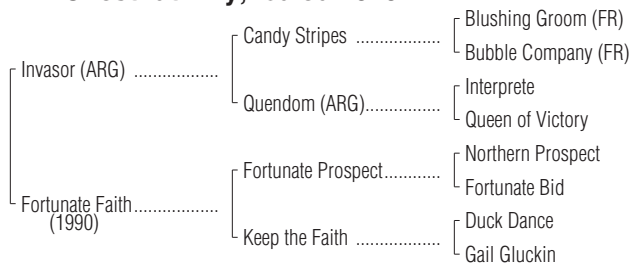 Blushing Groom (FR)
Candy Stripes ..................
Bubble Company (FR)
Invasor (ARG) ..................
Interprete
Quendom (ARG)................
Queen of Victory
Northern Prospect
Fortunate Prospect............
Fortunate Bid
Fortunate Faith..................
(1990)
Duck Dance
Keep the Faith ..................
Gail Gluckin